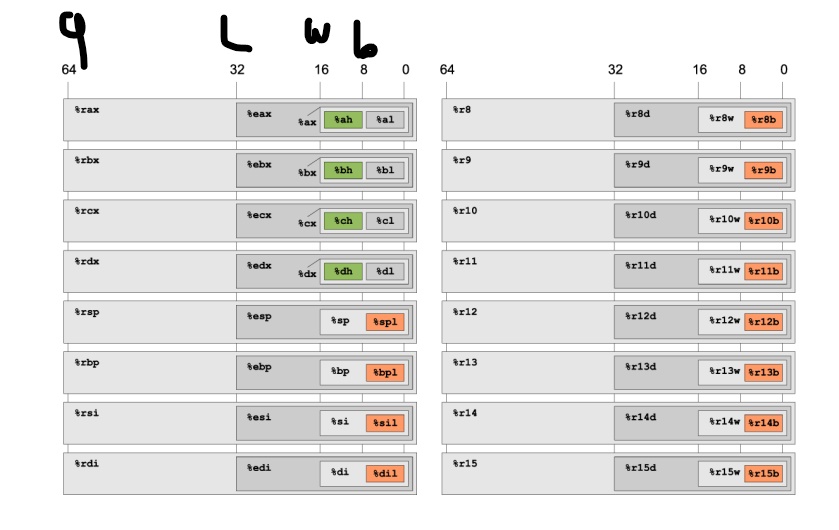 q L w b
64 32 16 8 0 64 32 16 8 0
%rax %eax %ax %ah %al %r8 %r8d %r8w %r8b
%rbx %ebx %bx %bh %bl %r9 %r9d %r9w %r9b
%rcx %ecx %cx %ch %cl %r10 %r10d %r10w %r10b
%rdx %edx %dx %dh %dl %r11 %r11d %r11w %r11b
%rsp %esp %sp %spl %r12 %r12d %r12w %r12b
%rbp %ebp %bp %bpl %r13 %r13d %r13w %r13b
%rsi %esi %si %sil %r14 %r14d %r14w %r14b
%rdi %edi %di %dil %r15 %r15d %r15w %r15b